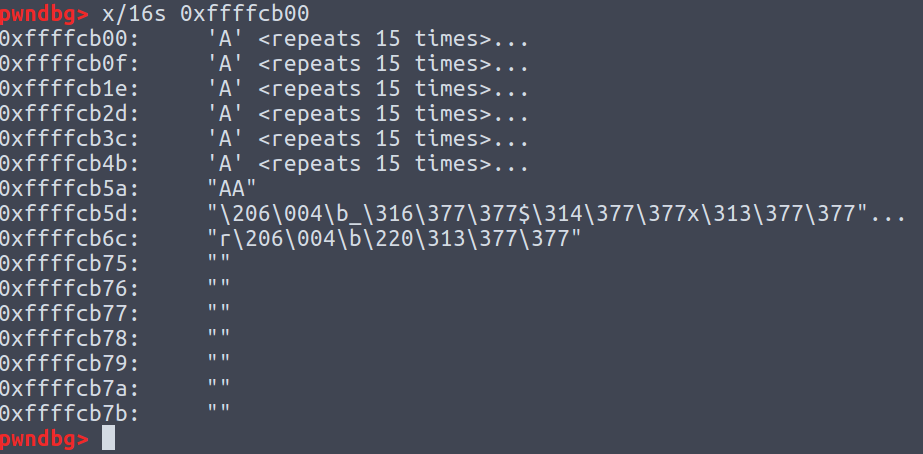 pwndbg> x/16s 0xffffcb00
0xffffcb00: 'A' <repeats 15 times>...
0xffffcb0f: 'A' <repeats 15 times>...
0xffffcb1e: 'A' <repeats 15 times>...
0xffffcb2d: 'A' <repeats 15 times>...
0xffffcb3c: 'A' <repeats 15 times>...
0xffffcb4b: 'A' <repeats 15 times>...
0xffffcb5a: "AA"
0xffffcb5d: "\206\004\b_\316\377\377$\314\377\377x\313\377\377"...
0xffffcb6c: "r\206\004\b\220\313\377\377"
0xffffcb75: ""
0xffffcb76: ""
0xffffcb77: ""
0xffffcb78: ""
0xffffcb79: ""
0xffffcb7a: ""
0xffffcb7b: ""
pwndbg>